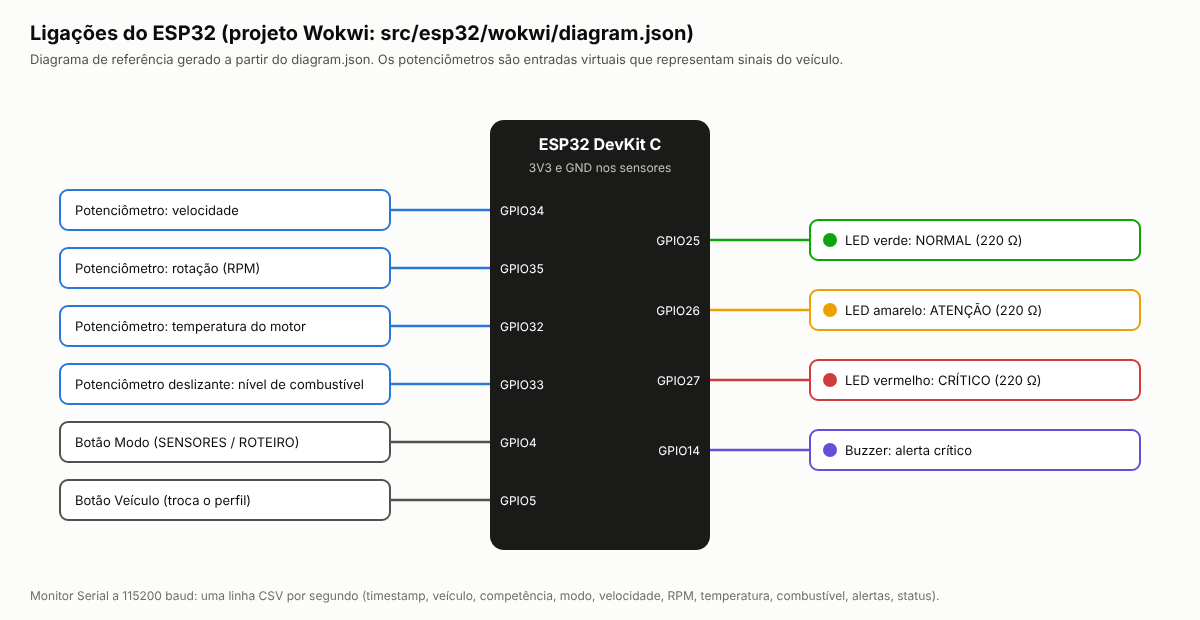 Ligações do ESP32 (projeto Wokwi: src/esp32/wokwi/diagram.json)
Diagrama de referência gerado a partir do diagram.json. Os potenciômetros são entradas virtuais que representam sinais do veículo.
ESP32 DevKit C
3V3 e GND nos sensores
Potenciômetro: velocidade
GPIO34
Potenciômetro: rotação (RPM)
GPIO35
Potenciômetro: temperatura do motor
GPIO32
Potenciômetro deslizante: nível de combustível
GPIO33
Botão Modo (SENSORES / ROTEIRO)
GPIO4
Botão Veículo (troca o perfil)
GPIO5
GPIO25
LED verde: NORMAL (220 Ω)
GPIO26
LED amarelo: ATENÇÃO (220 Ω)
GPIO27
LED vermelho: CRÍTICO (220 Ω)
GPIO14
Buzzer: alerta crítico
Monitor Serial a 115200 baud: uma linha CSV por segundo (timestamp, veículo, competência, modo, velocidade, RPM, temperatura, combustível, alertas, status).